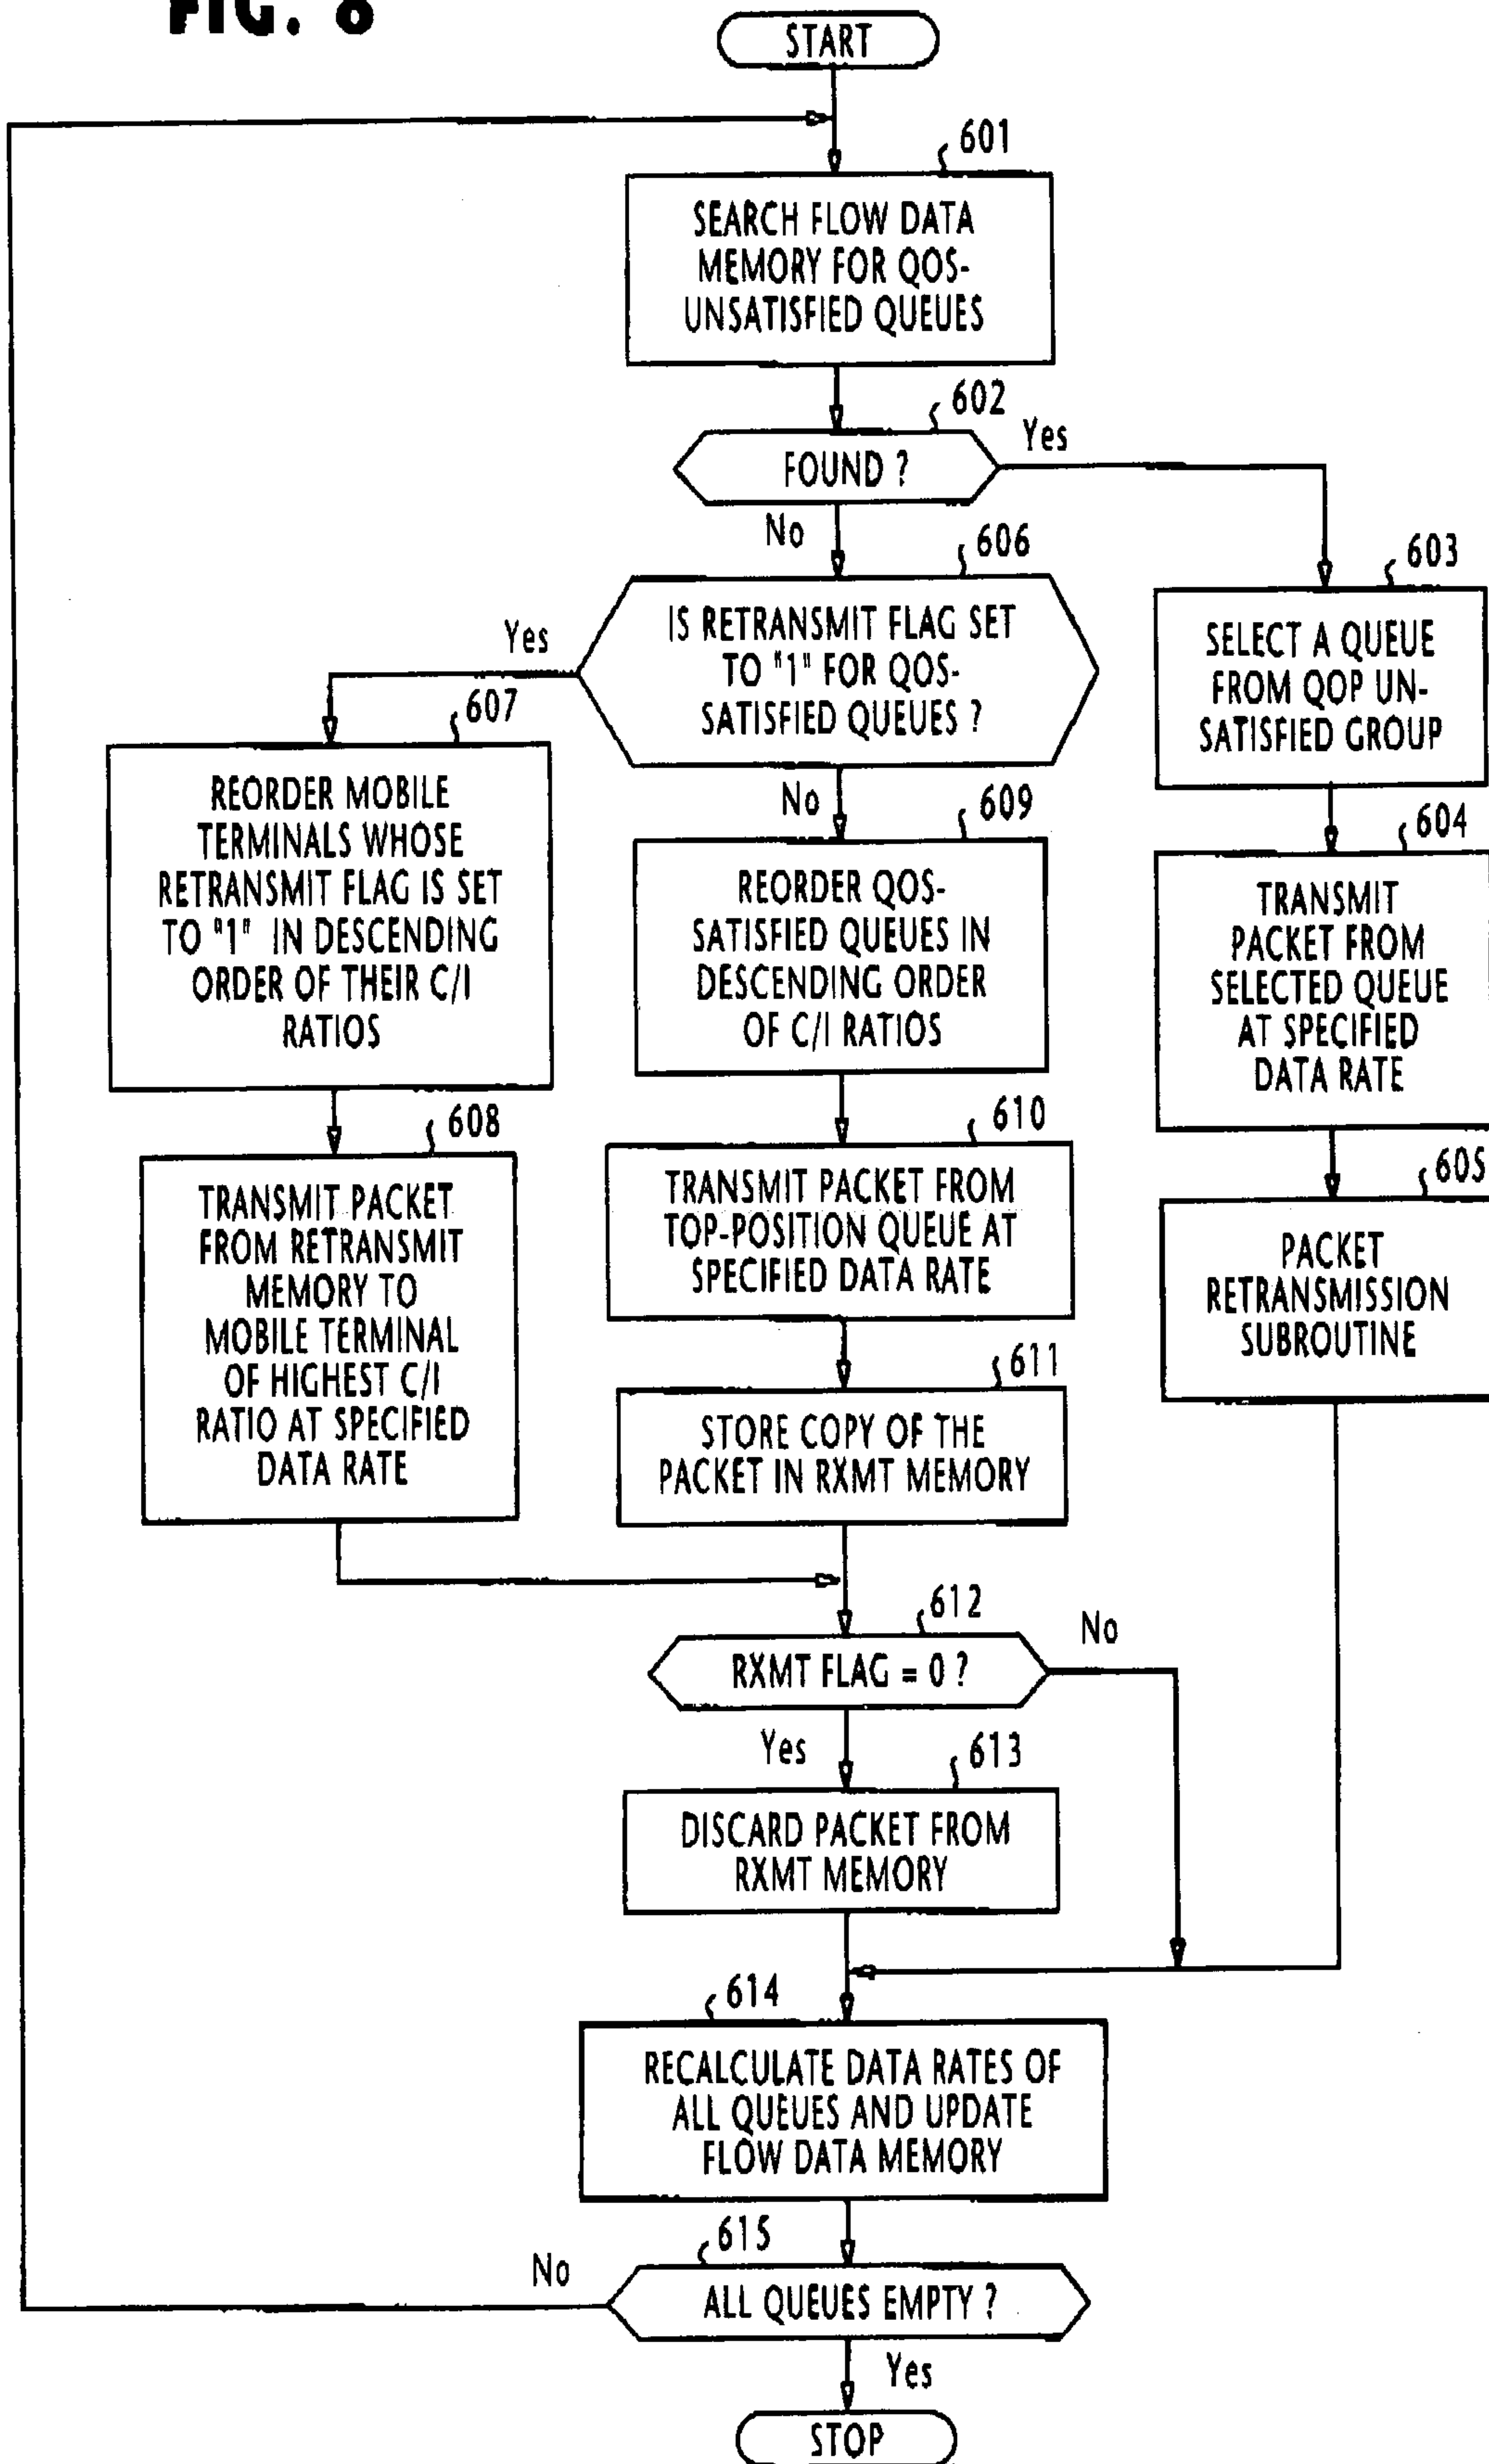 FIG. 6
START
601
SEARCH FLOW DATA
MEMORY FOR QOS-
UNSATISFIED QUEUES
602
FOUND ?
Yes
No
606
IS RETRANSMIT FLAG SET
TO "1" FOR QOS-
SATISFIED QUEUES ?
Yes
No
603
SELECT A QUEUE
FROM QOP UN-
SATISFIED GROUP
607
REORDER MOBILE
TERMINALS WHOSE
RETRANSMIT FLAG IS SET
TO "1" IN DESCENDING
ORDER OF THEIR C/I
RATIOS
609
REORDER QOS-
SATISFIED QUEUES IN
DESCENDING ORDER
OF C/I RATIOS
604
TRANSMIT
PACKET FROM
SELECTED QUEUE
AT SPECIFIED
DATA RATE
608
TRANSMIT PACKET
FROM RETRANSMIT
MEMORY TO
MOBILE TERMINAL
OF HIGHEST C/I
RATIO AT SPECIFIED
DATA RATE
610
TRANSMIT PACKET FROM
TOP-POSITION QUEUE AT
SPECIFIED DATA RATE
605
PACKET
RETRANSMISSION
SUBROUTINE
611
STORE COPY OF THE
PACKET IN RXMT MEMORY
612
RXMT FLAG = 0 ?
No
Yes
613
DISCARD PACKET FROM
RXMT MEMORY
614
RECALCULATE DATA RATES OF
ALL QUEUES AND UPDATE
FLOW DATA MEMORY
615
ALL QUEUES EMPTY ?
No
Yes
STOP